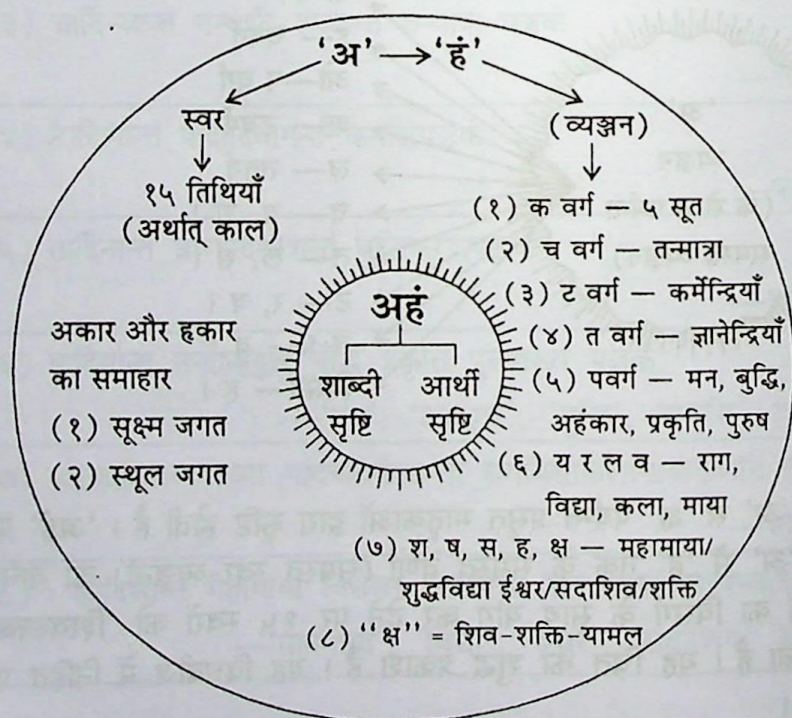 'अ' → 'हं'
स्वर
१५ तिथियाँ
(अर्थात् काल)
अकार और हृकार
का समाहार
(१) सूक्ष्म जगत
(२) स्थूल जगत
अहं
शाब्दी आर्थी
सृष्टि सृष्टि
(व्यञ्जन)
(१) क वर्ग — ५ सूत
(२) च वर्ग — तन्मात्रा
(३) ट वर्ग — कर्मेन्द्रियाँ
(४) त वर्ग — ज्ञानेन्द्रियाँ
(५) पवर्ग — मन, बुद्धि,
अहंकार, प्रकृति, पुरुष
(६) य र ल व — राग,
विद्या, कला, माया
(७) श, ष, स, ह, क्ष — महामाया/
शुद्धविद्या ईश्वर/सदाशिव/शक्ति
(८) "क्ष" = शिव-शक्ति-यामल